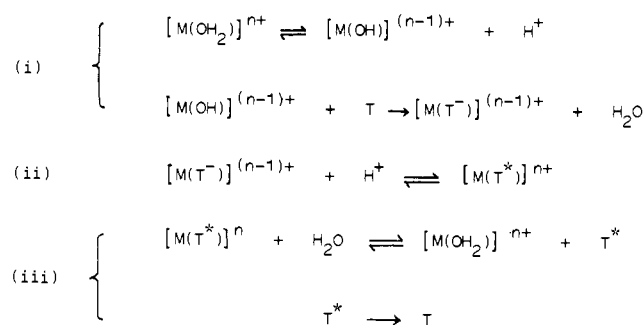 [M(OH₂)]ⁿ⁺ ⇌ [M(OH)]⁽ⁿ⁻¹⁾⁺ + H⁺
(i)
[M(OH)]⁽ⁿ⁻¹⁾⁺ + T → [M(T⁻)]⁽ⁿ⁻¹⁾⁺ + H₂O
(ii) [M(T⁻)]⁽ⁿ⁻¹⁾⁺ + H⁺ ⇌ [M(T*)]ⁿ⁺
[M(T*)]ⁿ + H₂O ⇌ [M(OH₂)]ⁿ⁺ + T*
(iii)
T* → T